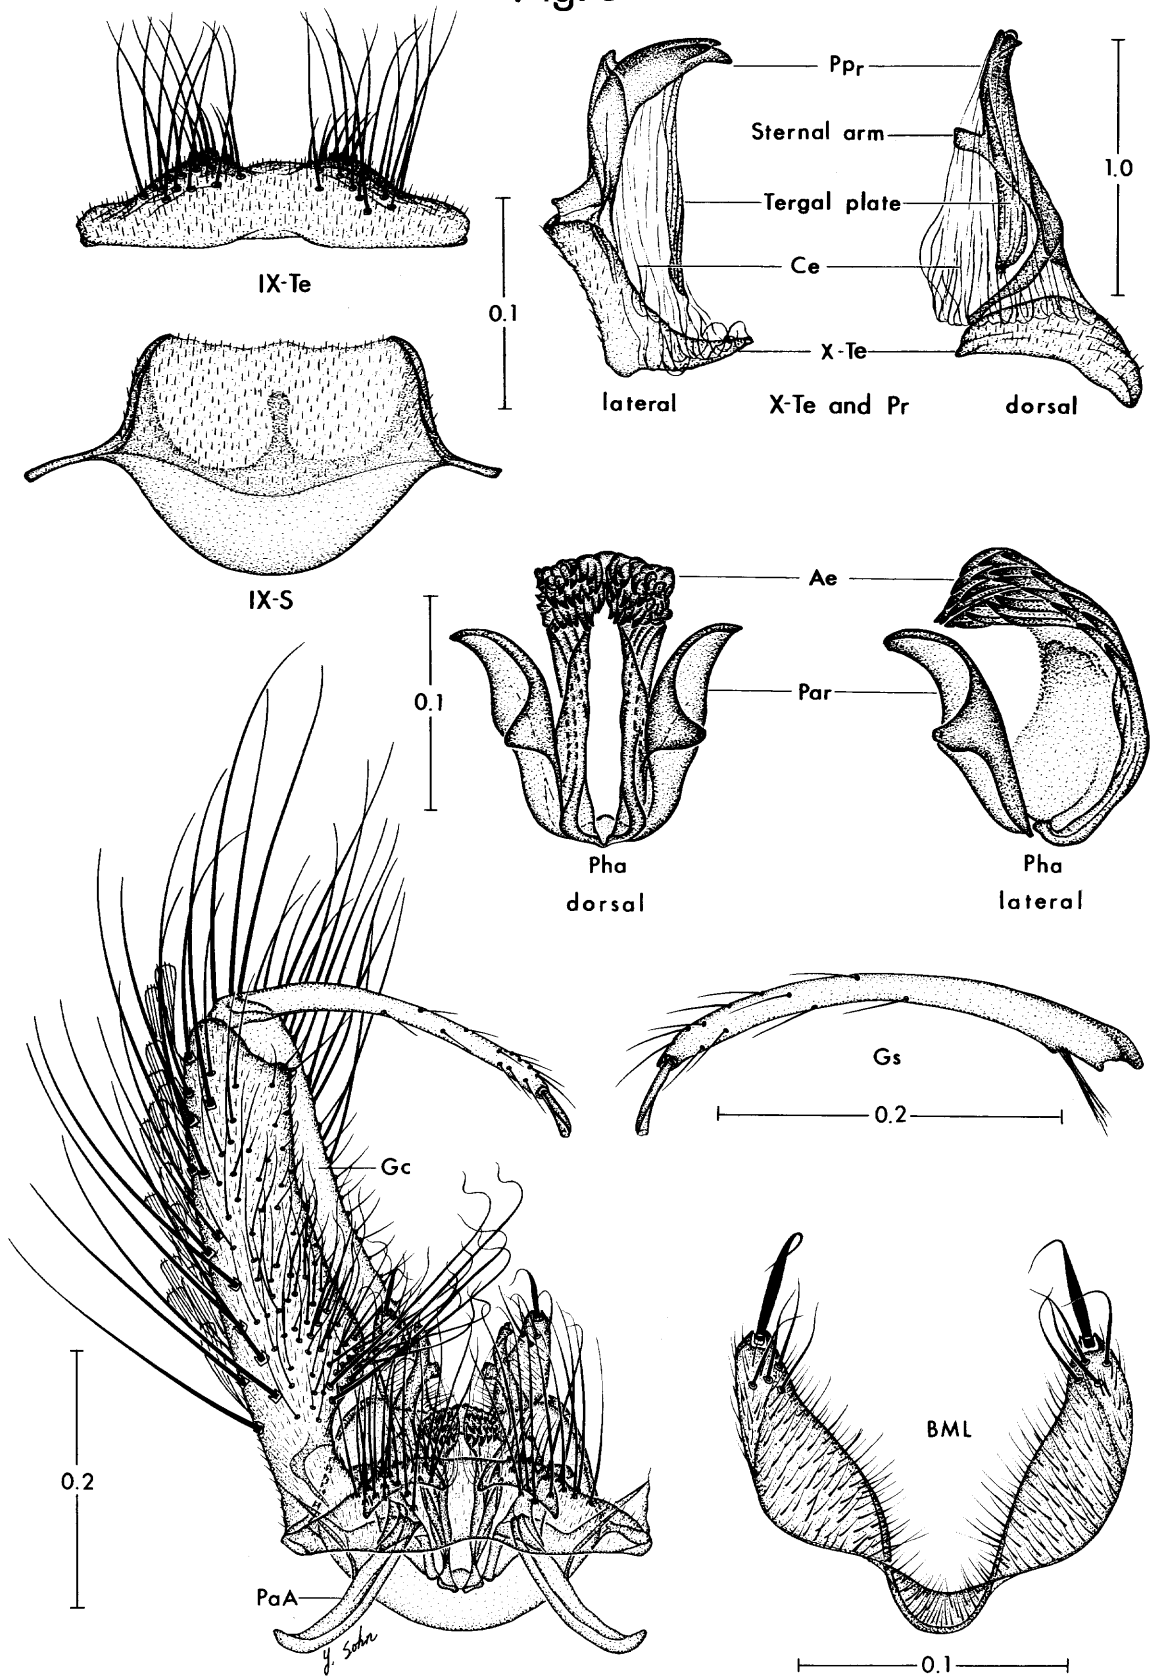 Ppr
Sternal arm
1.0
Tergal plate
IX-Te
Ce
0.1
X-Te
lateral
X-Te and Pr
dorsal
IX-S
Ae
0.1
Par
Pha
dorsal
Pha
lateral
Gs
0.2
Gc
BML
0.2
PaA
Y. Sohn
0.1